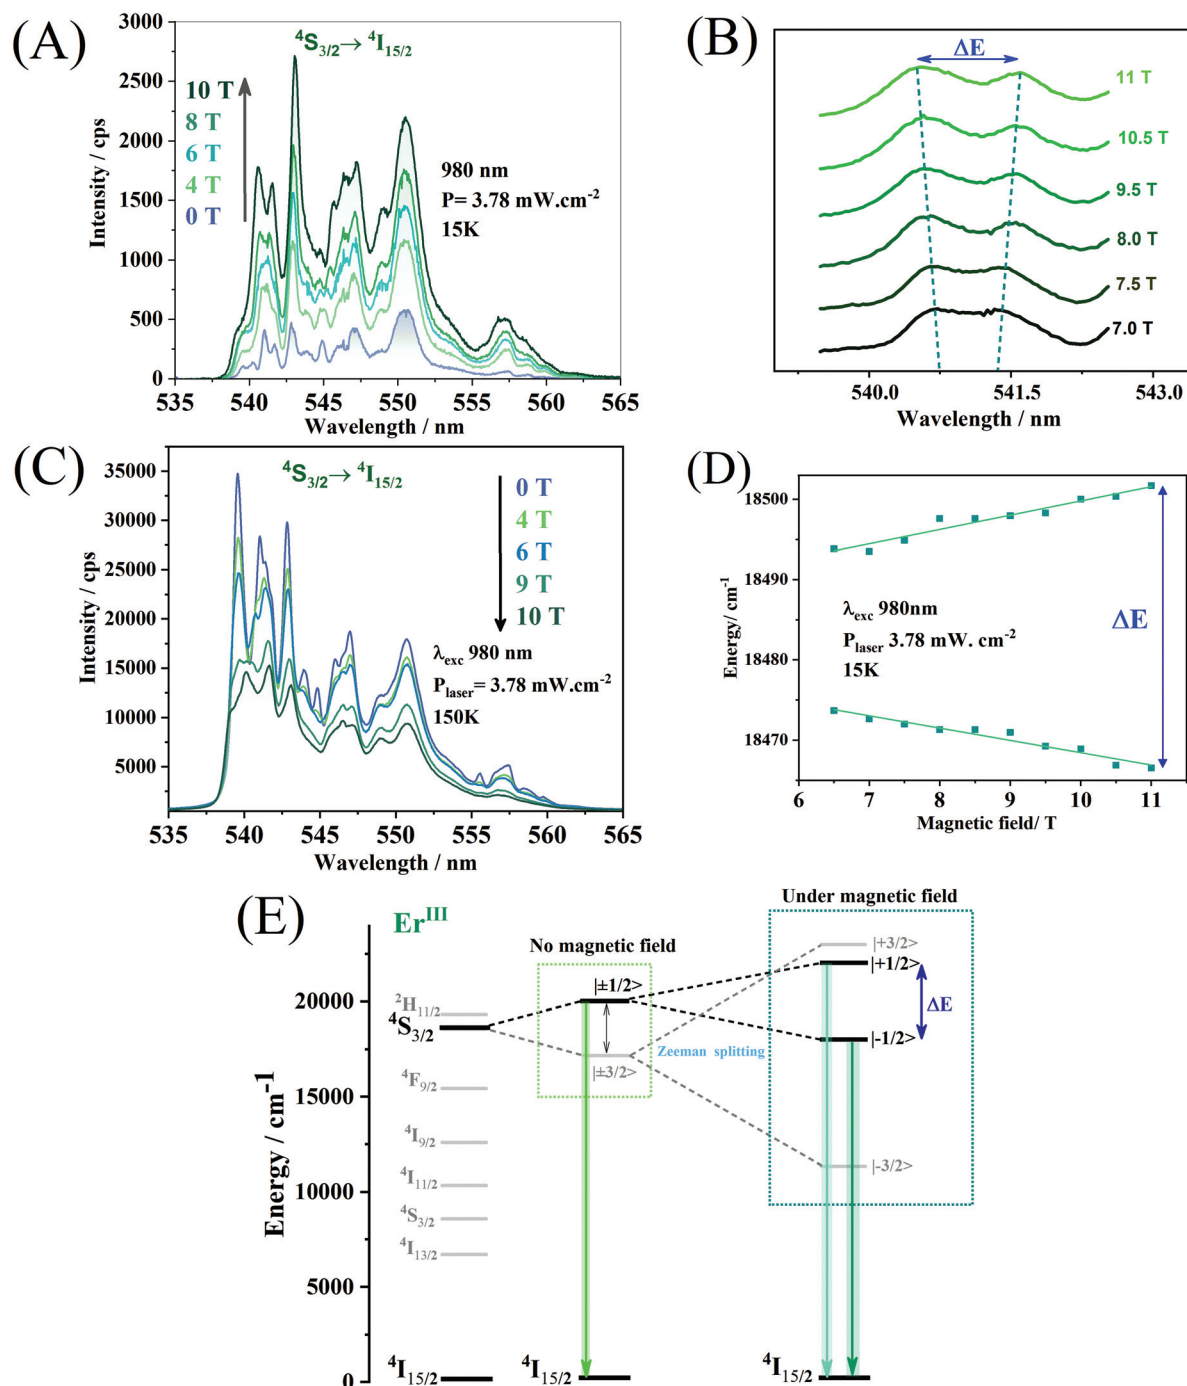 (A)
3000
2500
2000
1500
1000
500
0
Intensity / cps
⁴S₃/₂→ ⁴I₁₅/₂
10 T
8 T
6 T
4 T
0 T
980 nm
P= 3.78 mW.cm⁻²
15K
535 540 545 550 555 560 565
Wavelength / nm
(B)
ΔE
11 T
10.5 T
9.5 T
8.0 T
7.5 T
7.0 T
540.0 541.5 543.0
Wavelength / nm
(C)
35000
30000
25000
20000
15000
10000
5000
Intensity / cps
⁴S₃/₂→ ⁴I₁₅/₂
0 T
4 T
6 T
9 T
10 T
λexc 980 nm
Plaser= 3.78 mW.cm⁻²
150K
535 540 545 550 555 560 565
Wavelength / nm
(D)
18500
18490
18480
18470
Energy/ cm⁻¹
λexc 980nm
Plaser 3.78 mW. cm⁻²
15K
ΔE
6 7 8 9 10 11
Magnetic field/ T
(E)
Erᴵᴵᴵ
Energy / cm⁻¹
20000
15000
10000
5000
0
²H₁₁/₂
⁴S₃/₂
⁴F₉/₂
⁴I₉/₂
⁴I₁₁/₂
⁴S₃/₂
⁴I₁₃/₂
⁴I₁₅/₂
No magnetic field
|±1/2>
|±3/2>
⁴I₁₅/₂
Zeeman splitting
Under magnetic field
|+3/2>
|+1/2>
ΔE
|-1/2>
|-3/2>
⁴I₁₅/₂